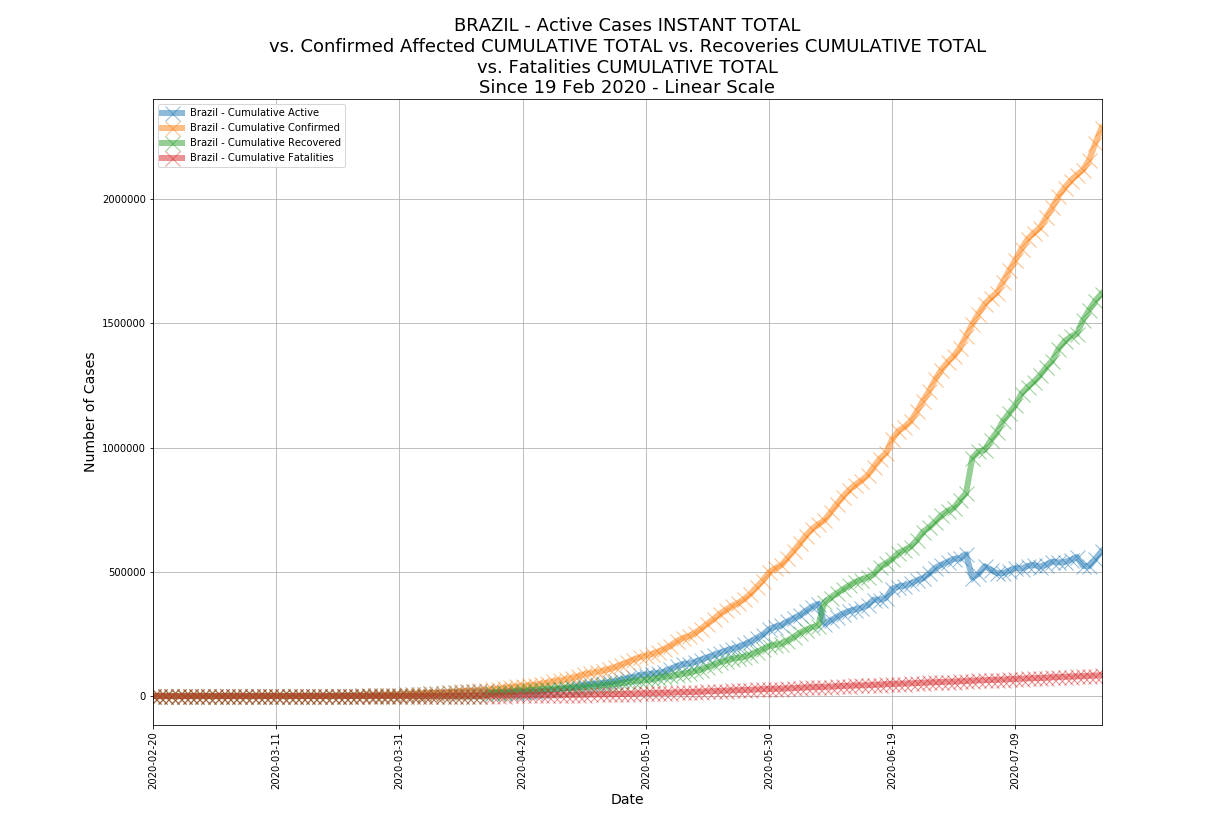 BRAZIL - Active Cases INSTANT TOTAL
vs. Confirmed Affected CUMULATIVE TOTAL vs. Recoveries CUMULATIVE TOTAL
vs. Fatalities CUMULATIVE TOTAL
Since 19 Feb 2020 - Linear Scale
Brazil - Cumulative Active
Brazil - Cumulative Confirmed
Brazil - Cumulative Recovered
Brazil - Cumulative Fatalities
Number of Cases
2000000
1500000
1000000
500000
0
2020-02-20
2020-03-11
2020-03-31
2020-04-20
2020-05-10
2020-05-30
2020-06-19
2020-07-09
Date